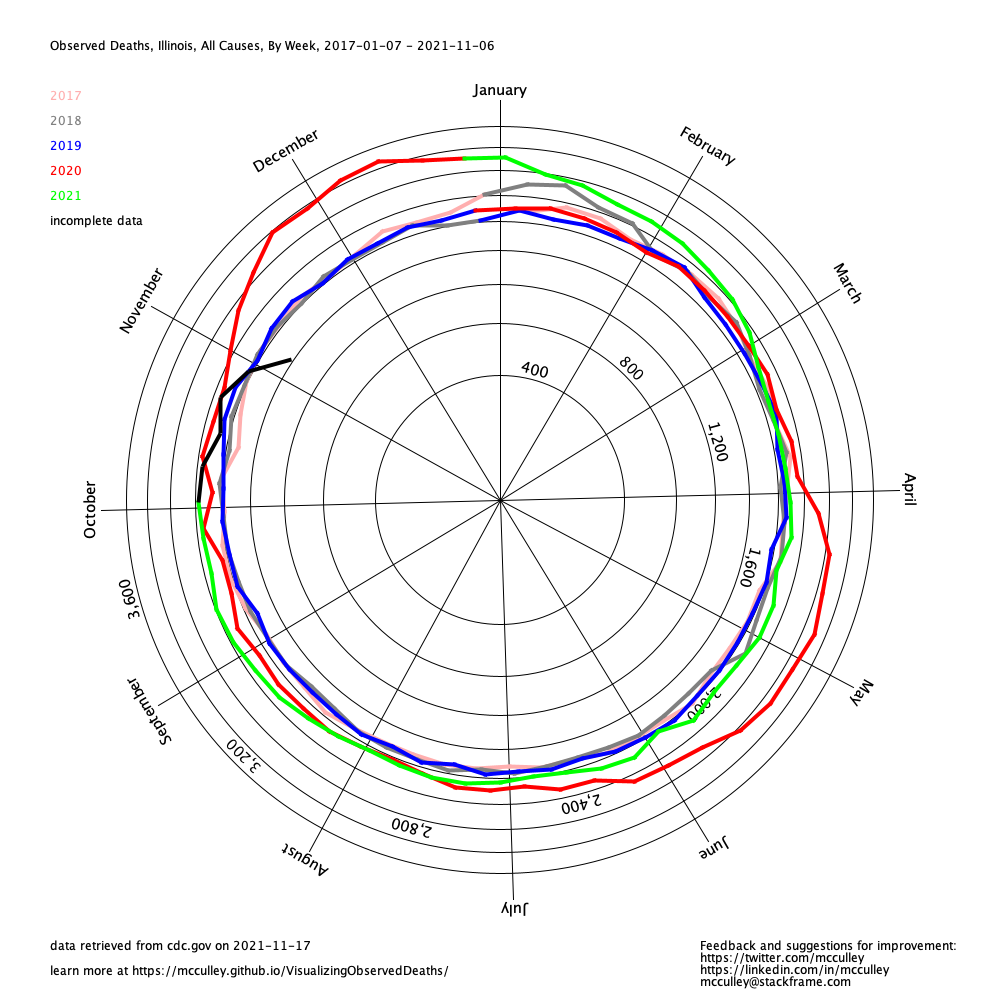 Observed Deaths, Illinois, All Causes, By Week, 2017-01-07 - 2021-11-06
2017
2018
2019
2020
2021
incomplete data
January
February
March
April
May
June
July
August
September
October
November
December
400
800
1,200
1,600
2,000
2,400
2,800
3,200
3,600
data retrieved from cdc.gov on 2021-11-17
learn more at https://mcculley.github.io/VisualizingObservedDeaths/
Feedback and suggestions for improvement:
https://twitter.com/mcculley
https://linkedin.com/in/mcculley
mcculley@stackframe.com